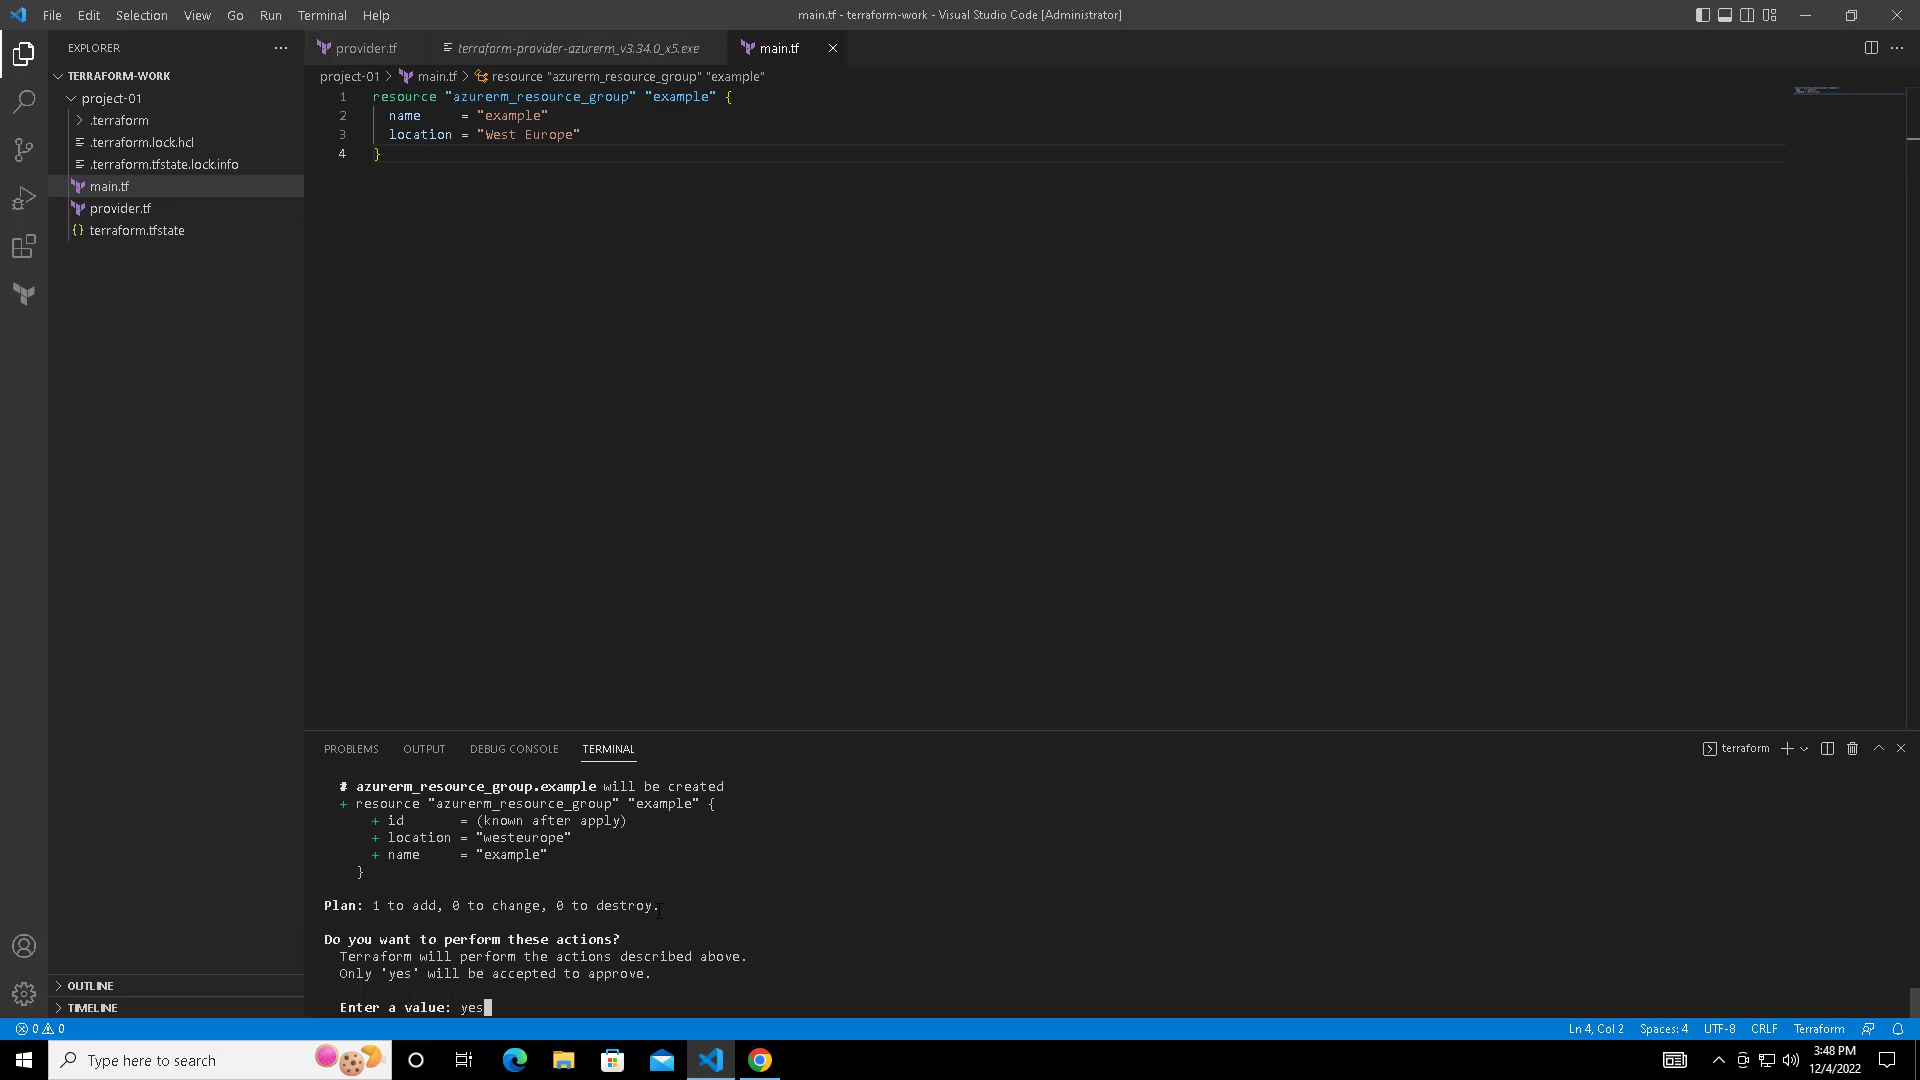 File Edit Selection View Go Run Terminal Help
main.tf - terraform-work - Visual Studio Code [Administrator]
EXPLORER
TERRAFORM-WORK
project-01
.terraform
.terraform.lock.hcl
.terraform.tfstate.lock.info
main.tf
provider.tf
terraform.tfstate
OUTLINE
TIMELINE
provider.tf
terraform-provider-azurerm_v3.34.0_x5.exe
main.tf
project-01 > main.tf > resource "azurerm_resource_group" "example"
1 resource "azurerm_resource_group" "example" {
2 name = "example"
3 location = "West Europe"
4 }
PROBLEMS OUTPUT DEBUG CONSOLE TERMINAL
terraform
# azurerm_resource_group.example will be created
+ resource "azurerm_resource_group" "example" {
+ id = (known after apply)
+ location = "westeurope"
+ name = "example"
}
Plan: 1 to add, 0 to change, 0 to destroy.
Do you want to perform these actions?
Terraform will perform the actions described above.
Only 'yes' will be accepted to approve.
Enter a value: yes
0 0
Ln 4, Col 2 Spaces: 4 UTF-8 CRLF Terraform
Type here to search
3:48 PM
12/4/2022